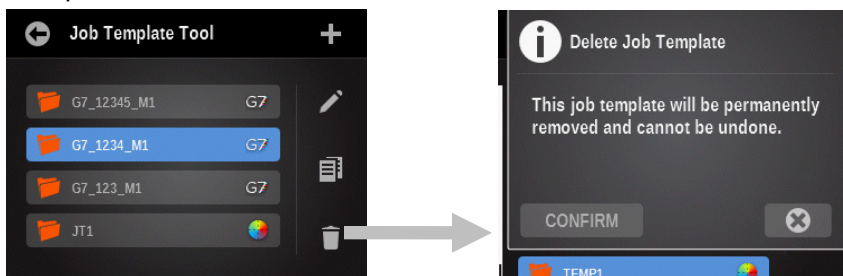 Job Template Tool
G7_12345_M1 G7
G7_1234_M1 G7
G7_123_M1 G7
JT1
Delete Job Template
This job template will be permanently
removed and cannot be undone.
CONFIRM
TEMP1